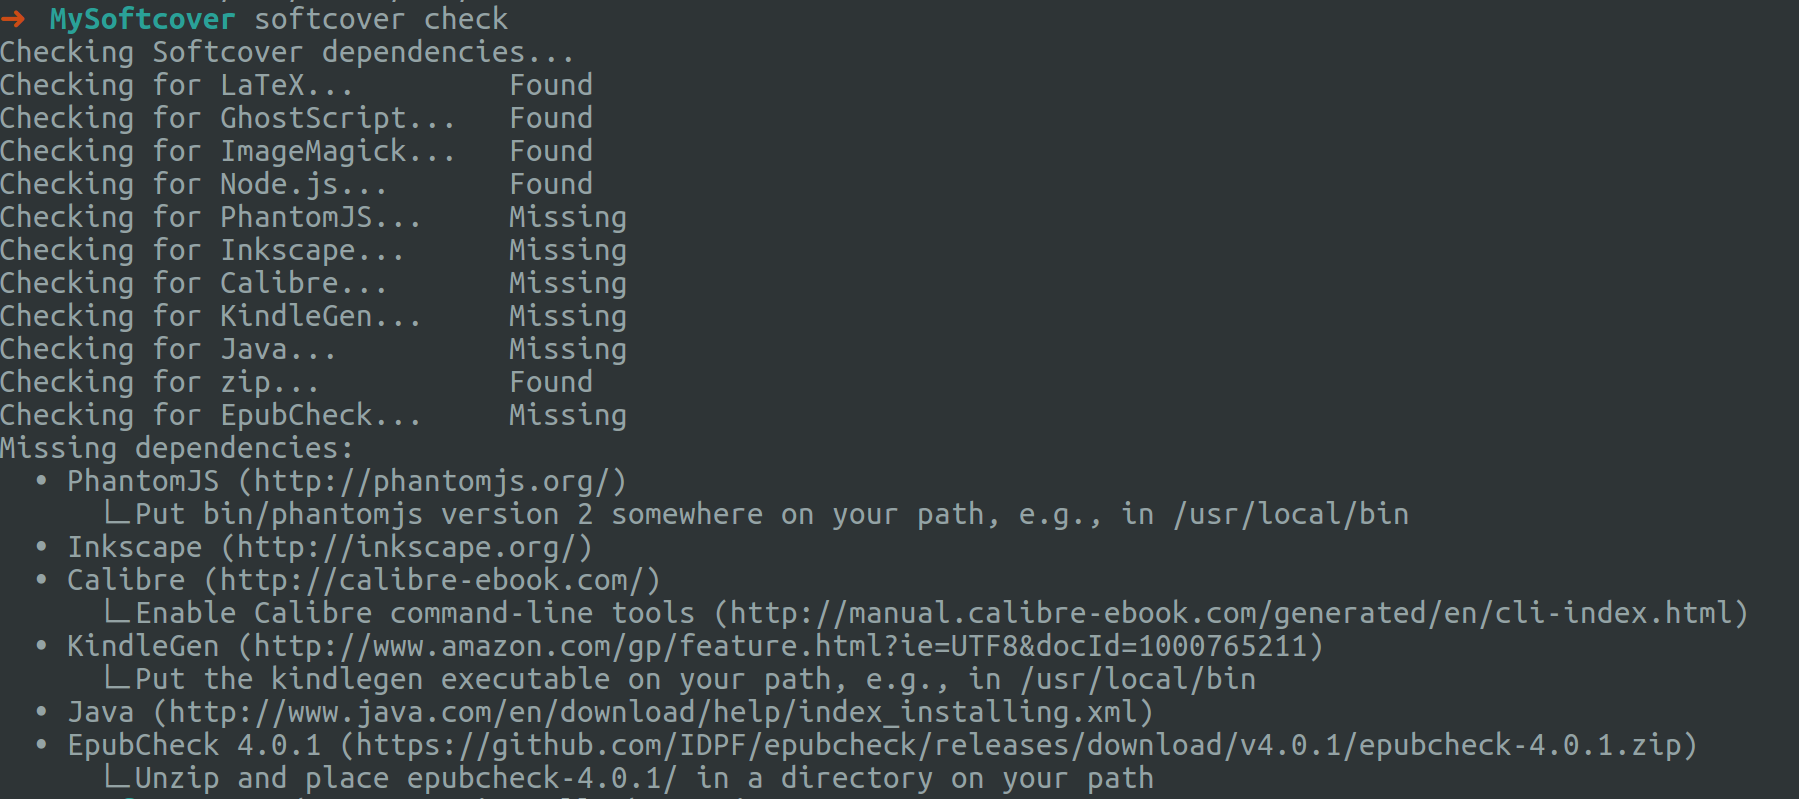 ➜  MySoftcover softcover check
Checking Softcover dependencies...
Checking for LaTeX...         Found
Checking for GhostScript...   Found
Checking for ImageMagick...   Found
Checking for Node.js...       Found
Checking for PhantomJS...     Missing
Checking for Inkscape...      Missing
Checking for Calibre...       Missing
Checking for KindleGen...     Missing
Checking for Java...          Missing
Checking for zip...           Found
Checking for EpubCheck...     Missing
Missing dependencies:
  • PhantomJS (http://phantomjs.org/)
      └─Put bin/phantomjs version 2 somewhere on your path, e.g., in /usr/local/bin
  • Inkscape (http://inkscape.org/)
  • Calibre (http://calibre-ebook.com/)
      └─Enable Calibre command-line tools (http://manual.calibre-ebook.com/generated/en/cli-index.html)
  • KindleGen (http://www.amazon.com/gp/feature.html?ie=UTF8&docId=1000765211)
      └─Put the kindlegen executable on your path, e.g., in /usr/local/bin
  • Java (http://www.java.com/en/download/help/index_installing.xml)
  • EpubCheck 4.0.1 (https://github.com/IDPF/epubcheck/releases/download/v4.0.1/epubcheck-4.0.1.zip)
      └─Unzip and place epubcheck-4.0.1/ in a directory on your path